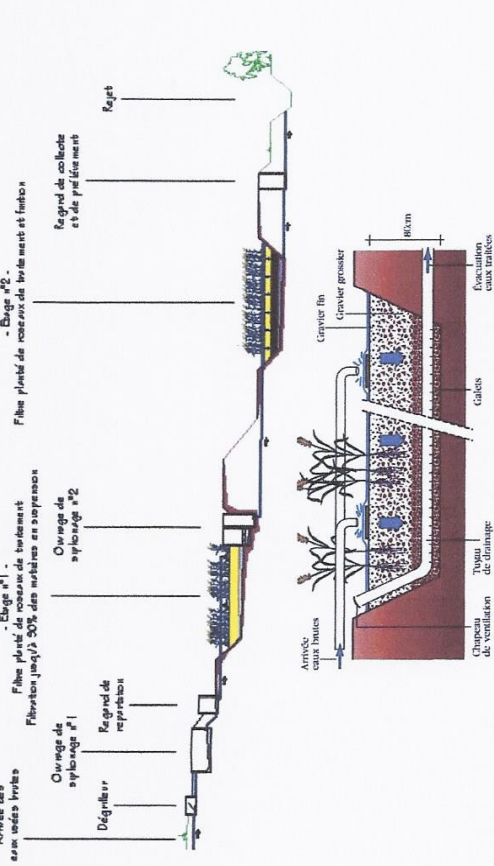 eaux usées brutes
Dégrilleur
Ouvrage de
siphonage n°1
Regard de
repartition
- Etage n°1 -
Filtre planté de roseaux de traitement
Filtration jusqu'à 90% des matières en suspension
Ouvrage de
siphonage n°2
- Etage n°2 -
Filtre planté de roseaux de traitement et finition
Regard de collecte
et de prélèvement
Rejet
Arrivée
eaux brutes
Gravier fin
Gravier grossier
80cm
Chapeau
de ventilation
Tuyau
de drainage
Galets
Évacuation
eaux traitées